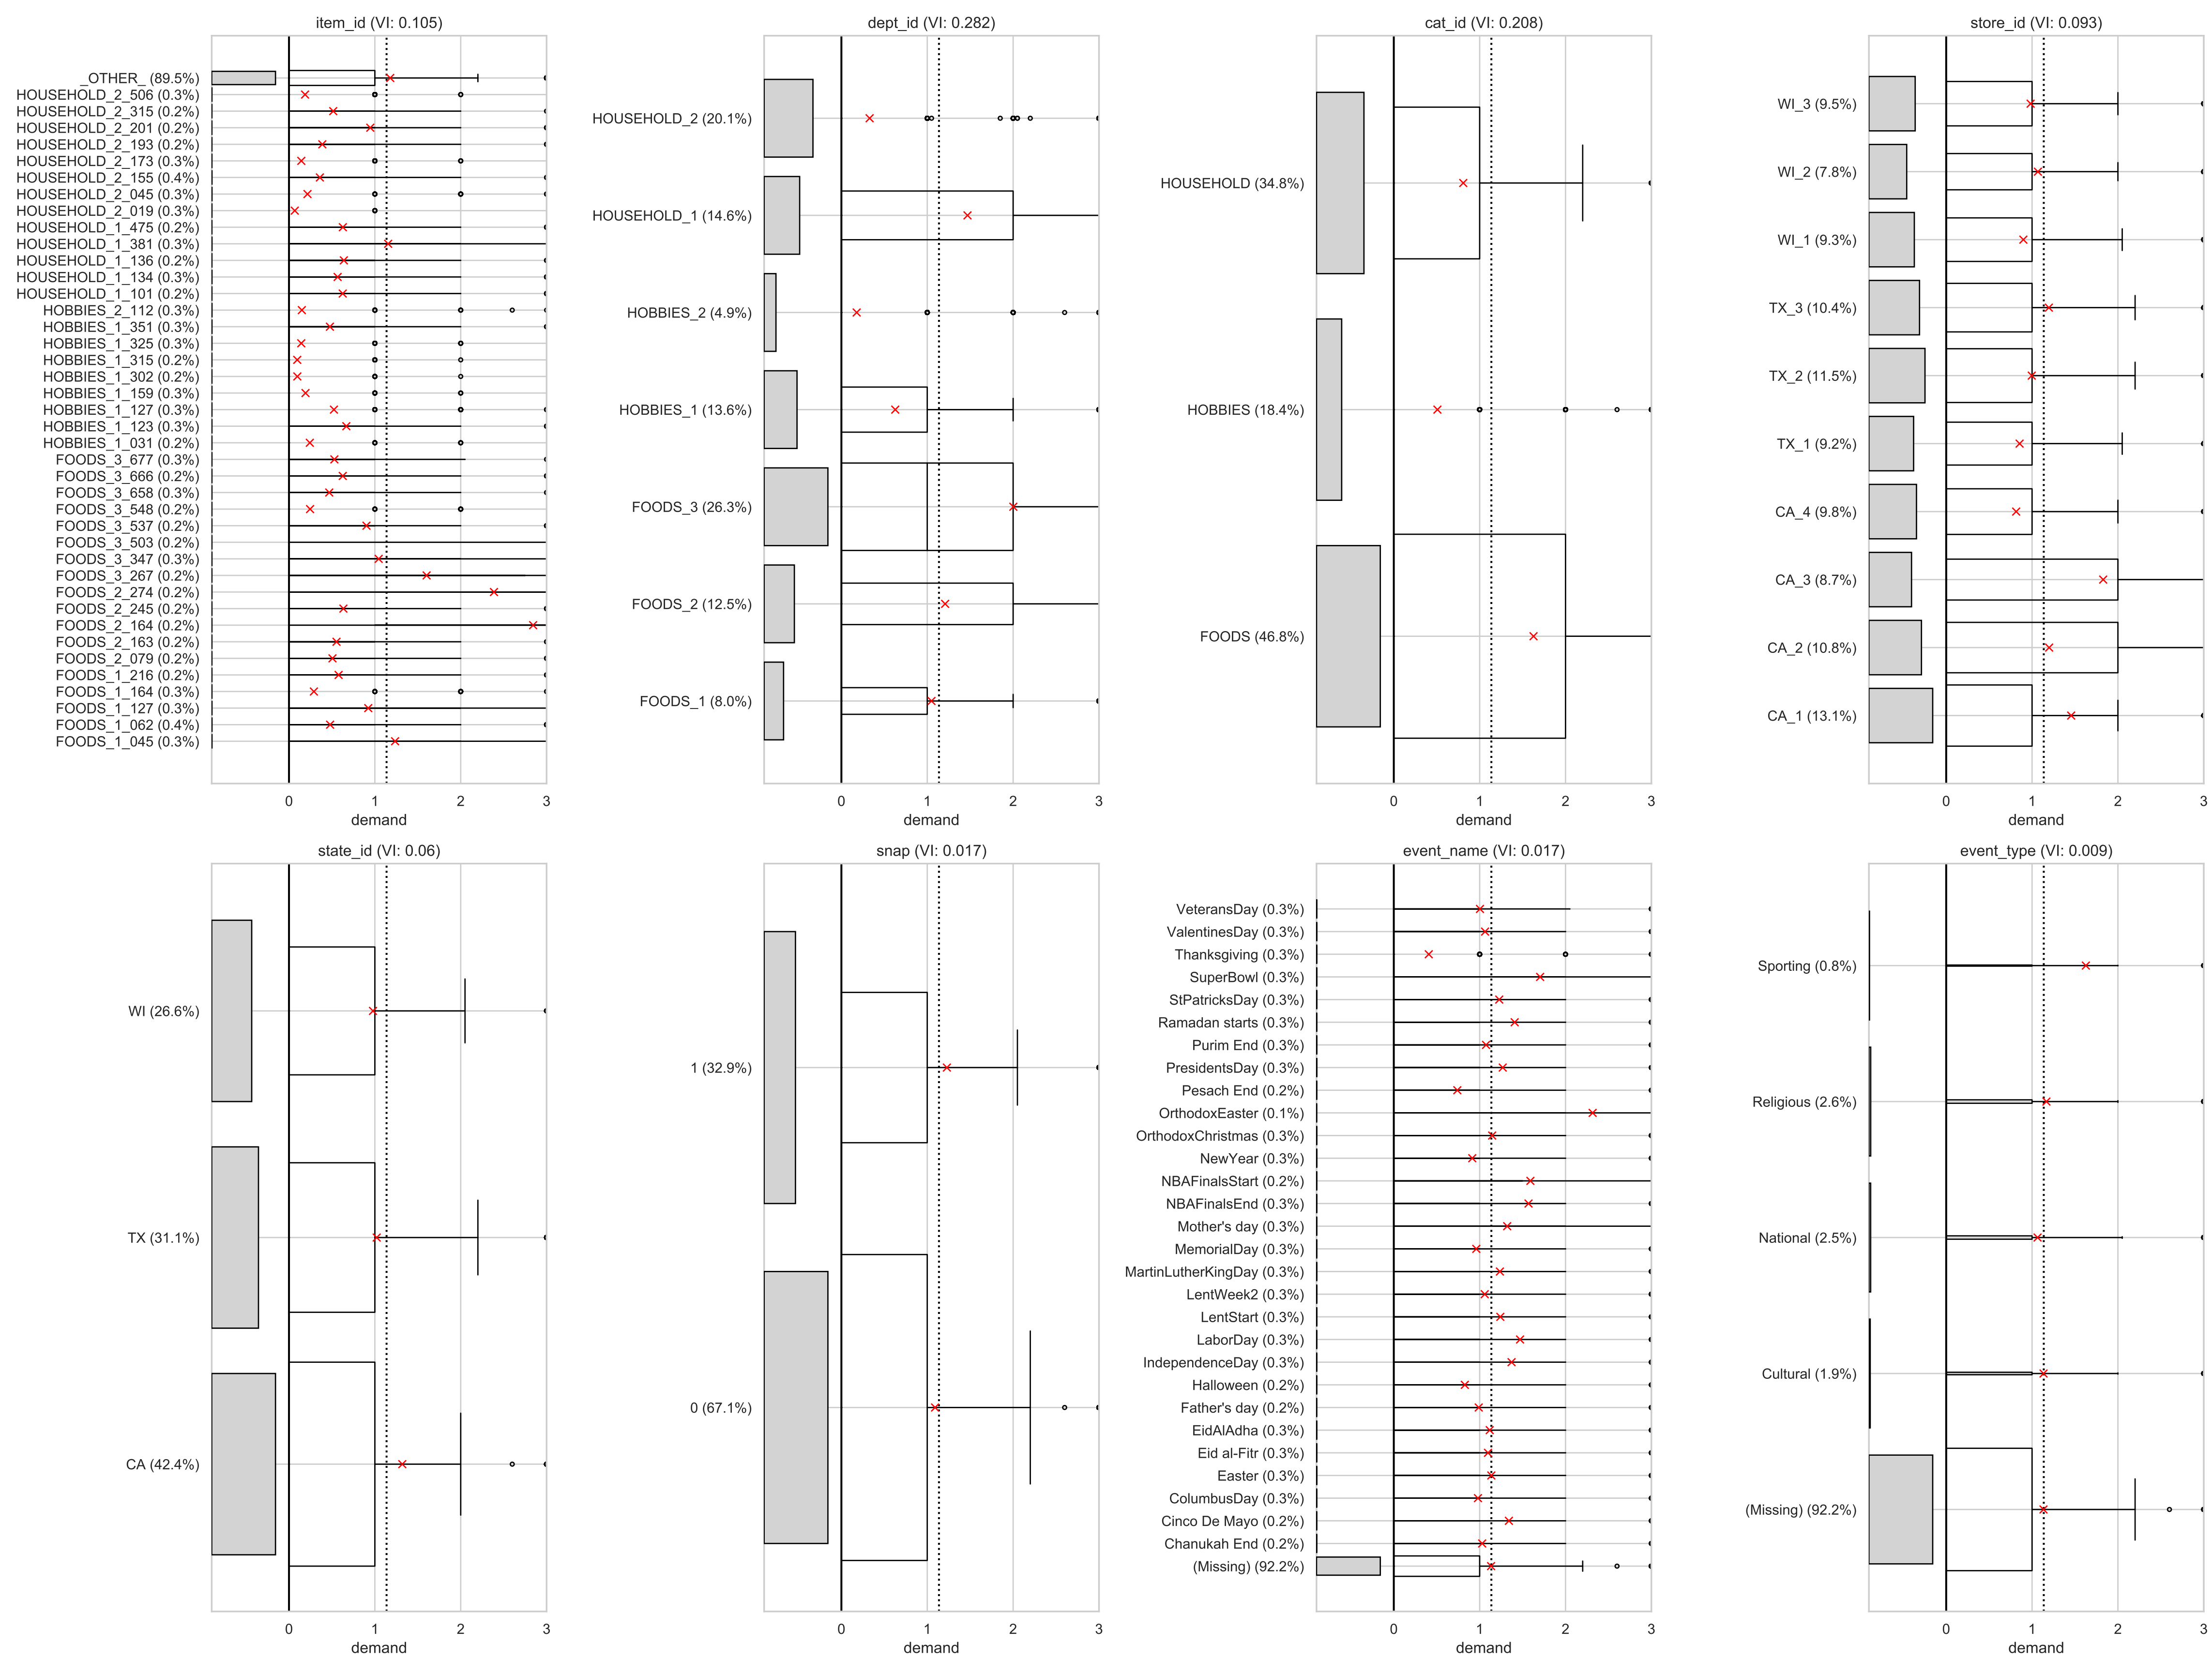 item_id (VI: 0.105)
_OTHER_ (89.5%)
HOUSEHOLD_2_506 (0.3%)
HOUSEHOLD_2_315 (0.2%)
HOUSEHOLD_2_201 (0.2%)
HOUSEHOLD_2_193 (0.2%)
HOUSEHOLD_2_173 (0.3%)
HOUSEHOLD_2_155 (0.4%)
HOUSEHOLD_2_045 (0.3%)
HOUSEHOLD_2_019 (0.3%)
HOUSEHOLD_1_475 (0.2%)
HOUSEHOLD_1_381 (0.3%)
HOUSEHOLD_1_136 (0.2%)
HOUSEHOLD_1_134 (0.3%)
HOUSEHOLD_1_101 (0.2%)
HOBBIES_2_112 (0.3%)
HOBBIES_1_351 (0.3%)
HOBBIES_1_325 (0.3%)
HOBBIES_1_315 (0.2%)
HOBBIES_1_302 (0.2%)
HOBBIES_1_159 (0.3%)
HOBBIES_1_127 (0.3%)
HOBBIES_1_123 (0.3%)
HOBBIES_1_031 (0.2%)
FOODS_3_677 (0.3%)
FOODS_3_666 (0.2%)
FOODS_3_658 (0.3%)
FOODS_3_548 (0.2%)
FOODS_3_537 (0.2%)
FOODS_3_503 (0.2%)
FOODS_3_347 (0.3%)
FOODS_3_267 (0.2%)
FOODS_2_274 (0.2%)
FOODS_2_245 (0.2%)
FOODS_2_164 (0.2%)
FOODS_2_163 (0.2%)
FOODS_2_079 (0.2%)
FOODS_1_216 (0.2%)
FOODS_1_164 (0.3%)
FOODS_1_127 (0.3%)
FOODS_1_062 (0.4%)
FOODS_1_045 (0.3%)
0 1 2 3
demand
dept_id (VI: 0.282)
HOUSEHOLD_2 (20.1%)
HOUSEHOLD_1 (14.6%)
HOBBIES_2 (4.9%)
HOBBIES_1 (13.6%)
FOODS_3 (26.3%)
FOODS_2 (12.5%)
FOODS_1 (8.0%)
0 1 2 3
demand
cat_id (VI: 0.208)
HOUSEHOLD (34.8%)
HOBBIES (18.4%)
FOODS (46.8%)
0 1 2 3
demand
store_id (VI: 0.093)
WI_3 (9.5%)
WI_2 (7.8%)
WI_1 (9.3%)
TX_3 (10.4%)
TX_2 (11.5%)
TX_1 (9.2%)
CA_4 (9.8%)
CA_3 (8.7%)
CA_2 (10.8%)
CA_1 (13.1%)
0 1 2 3
demand
state_id (VI: 0.06)
WI (26.6%)
TX (31.1%)
CA (42.4%)
0 1 2 3
demand
snap (VI: 0.017)
1 (32.9%)
0 (67.1%)
0 1 2 3
demand
event_name (VI: 0.017)
VeteransDay (0.3%)
ValentinesDay (0.3%)
Thanksgiving (0.3%)
SuperBowl (0.3%)
StPatricksDay (0.3%)
Ramadan starts (0.3%)
Purim End (0.3%)
PresidentsDay (0.3%)
Pesach End (0.2%)
OrthodoxEaster (0.1%)
OrthodoxChristmas (0.3%)
NewYear (0.3%)
NBAFinalsStart (0.2%)
NBAFinalsEnd (0.3%)
Mother's day (0.3%)
MemorialDay (0.3%)
MartinLutherKingDay (0.3%)
LentWeek2 (0.3%)
LentStart (0.3%)
LaborDay (0.3%)
IndependenceDay (0.3%)
Halloween (0.2%)
Father's day (0.2%)
EidAlAdha (0.3%)
Eid al-Fitr (0.3%)
Easter (0.3%)
ColumbusDay (0.3%)
Cinco De Mayo (0.2%)
Chanukah End (0.2%)
(Missing) (92.2%)
0 1 2 3
demand
event_type (VI: 0.009)
Sporting (0.8%)
Religious (2.6%)
National (2.5%)
Cultural (1.9%)
(Missing) (92.2%)
0 1 2 3
demand